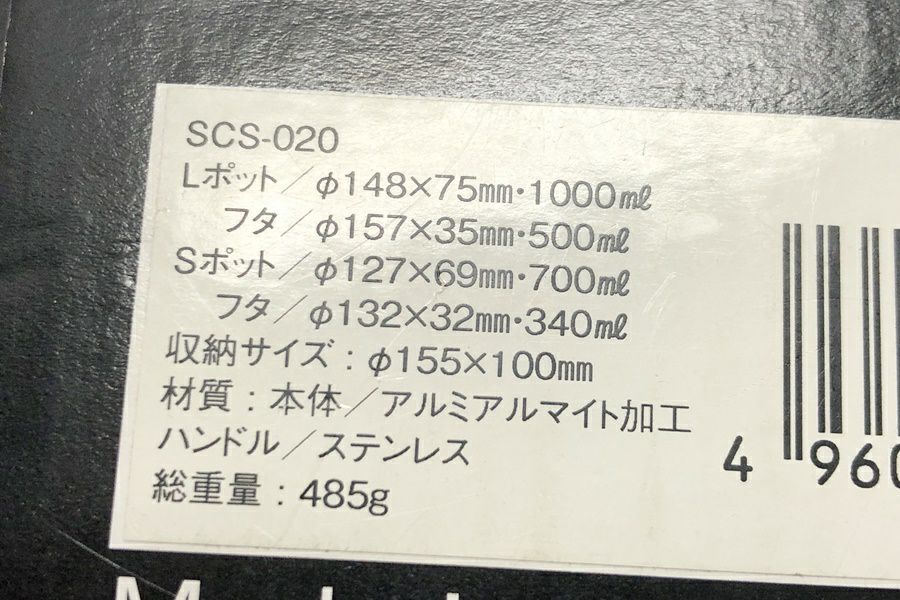 SCS-020
Lポット/φ148×75㎜・1000㎖
フタ/φ157×35㎜・500㎖
Sポット/φ127×69㎜・700㎖
フタ/φ132×32㎜・340㎖
収納サイズ:φ155×100㎜
材質:本体/アルミアルマイト加工
ハンドル/ステンレス
総重量:485g
4 960